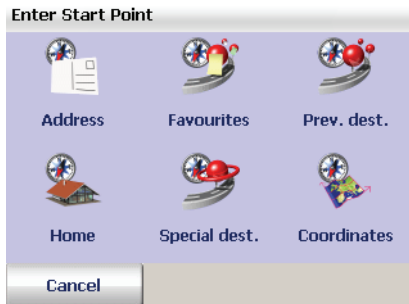 Enter Start Point
Address Favourites Prev. dest.
Home Special dest. Coordinates
Cancel